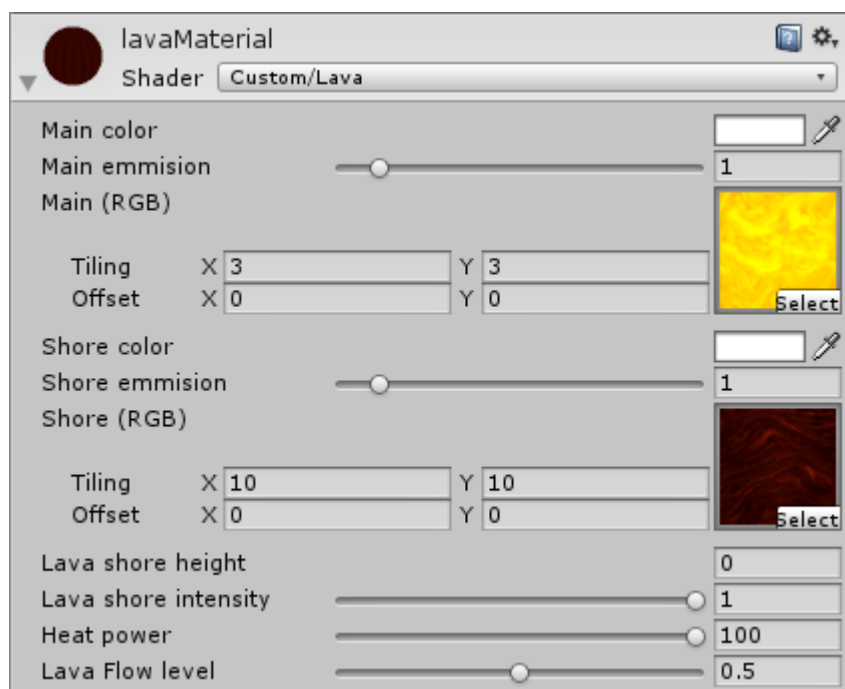 lavaMaterial
Shader Custom/Lava
Main color
Main emmision 1
Main (RGB)
Tiling X 3 Y 3
Offset X 0 Y 0
Select
Shore color
Shore emmision 1
Shore (RGB)
Tiling X 10 Y 10
Offset X 0 Y 0
Select
Lava shore height 0
Lava shore intensity 1
Heat power 100
Lava Flow level 0.5